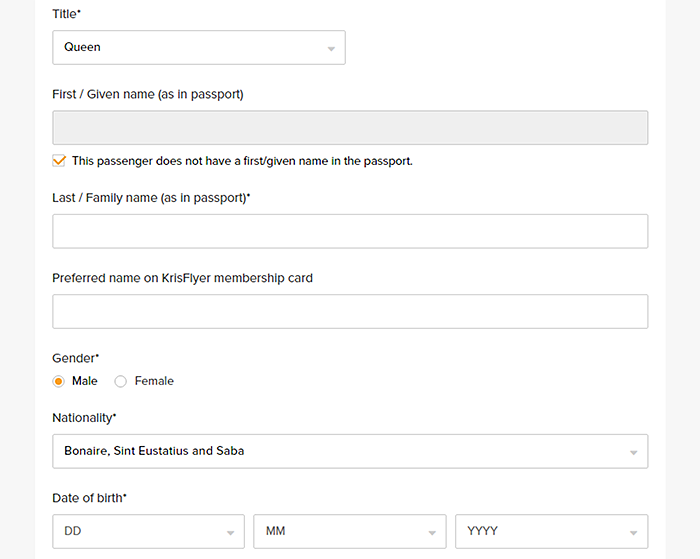 Title*
Queen
First / Given name (as in passport)
This passenger does not have a first/given name in the passport.
Last / Family name (as in passport)*
Preferred name on KrisFlyer membership card
Gender*
Male Female
Nationality*
Bonaire, Sint Eustatius and Saba
Date of birth*
DD MM YYYY